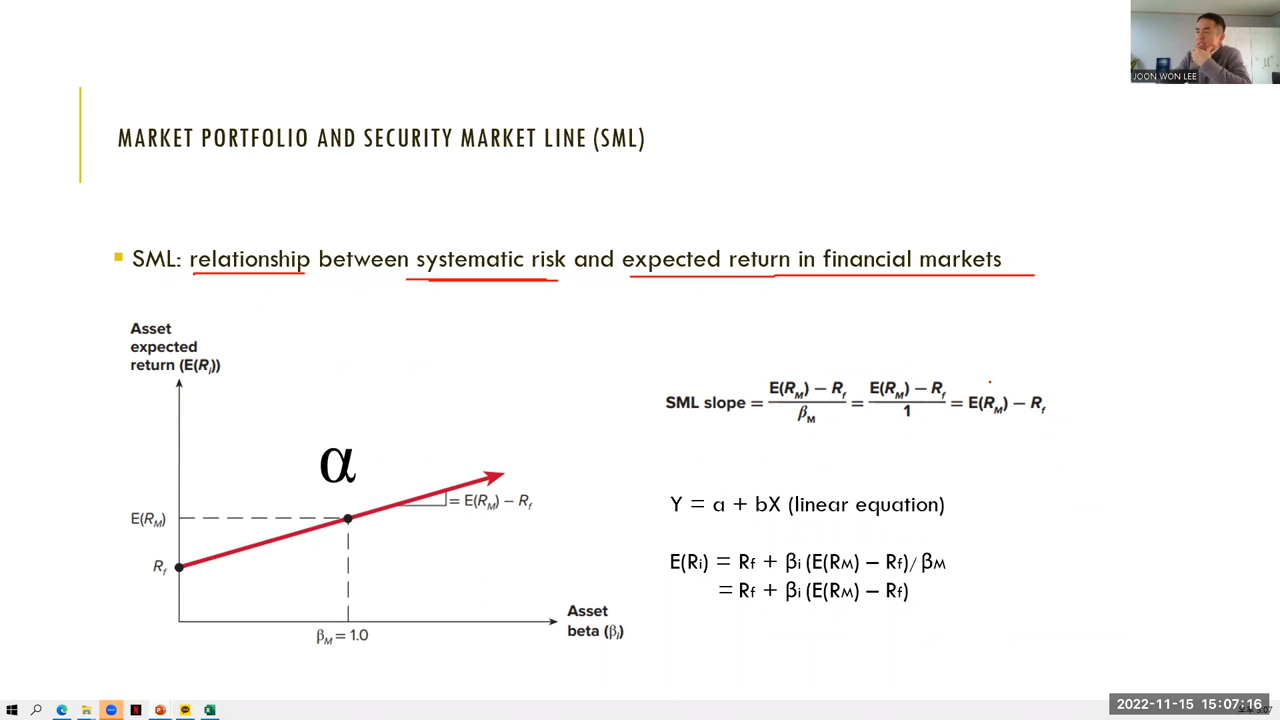 JOON WON LEE
MARKET PORTFOLIO AND SECURITY MARKET LINE (SML)
SML: relationship between systematic risk and expected return in financial markets
Asset
expected
return (E(Ri))
α
= E(RM) − Rf
E(RM)
Rf
βM = 1.0
Asset
beta (βi)
SML slope = E(RM) − Rf / βM = E(RM) − Rf / 1 = E(RM) − Rf
Y = a + bX (linear equation)
E(Ri) = Rf + βi (E(RM) − Rf)/βM
= Rf + βi (E(RM) − Rf)
2022-11-15 15:07:16